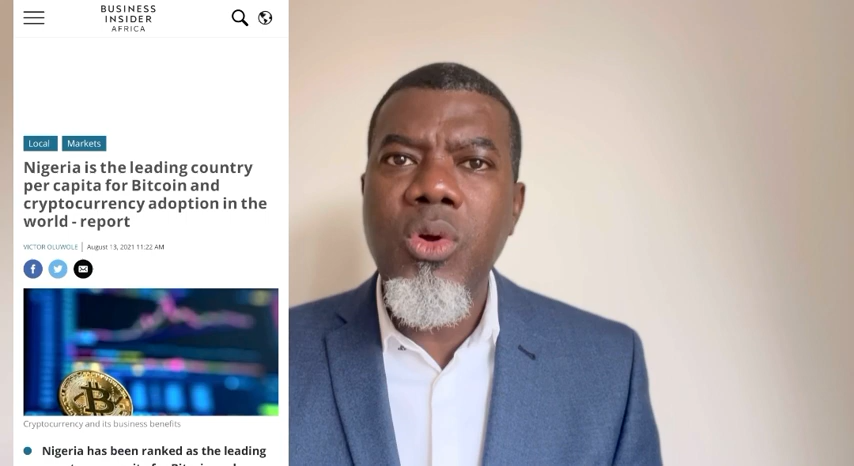 BUSINESS
INSIDER
AFRICA
Local Markets
Nigeria is the leading country
per capita for Bitcoin and
cryptocurrency adoption in the
world - report
VICTOR OLUWOLE | August 13, 2021 11:22 AM
Cryptocurrency and its business benefits
Nigeria has been ranked as the leading